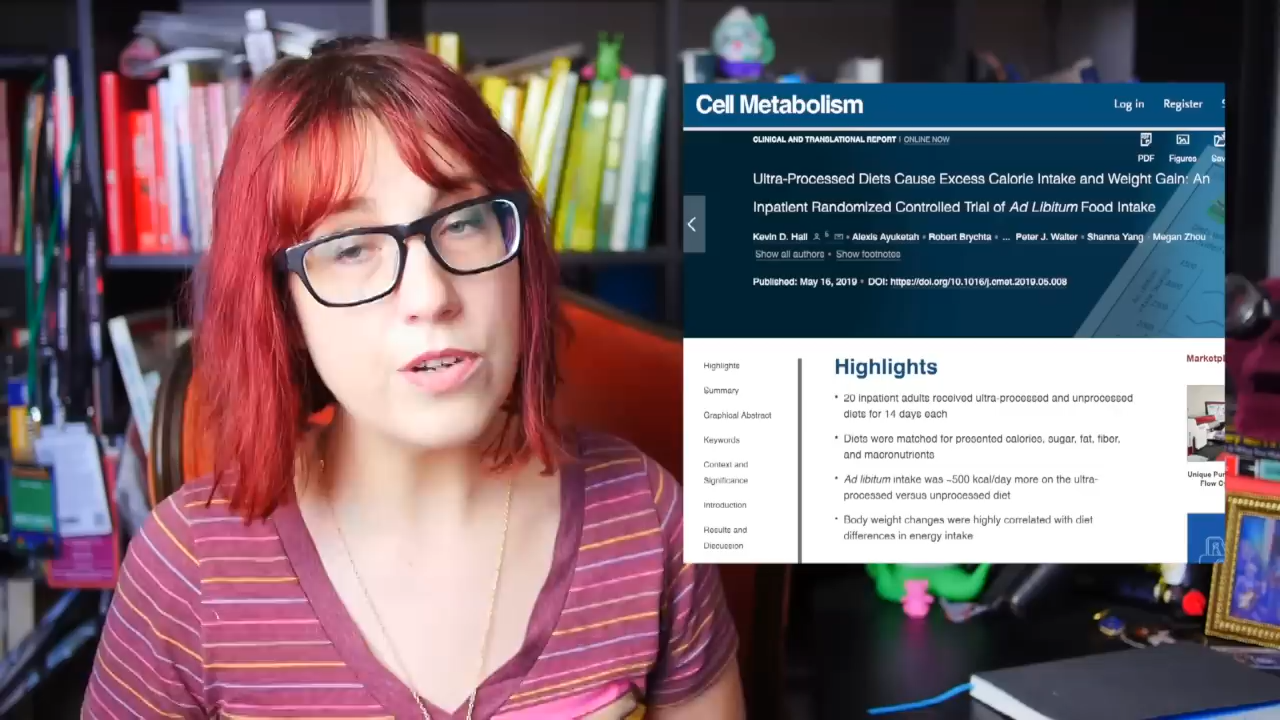 Cell Metabolism
Log in Register
CLINICAL AND TRANSLATIONAL REPORT | ONLINE NOW
PDF Figures
Ultra-Processed Diets Cause Excess Calorie Intake and Weight Gain: An
Inpatient Randomized Controlled Trial of Ad Libitum Food Intake
Kevin D. Hall • Alexis Ayuketah • Robert Brychta • ... Peter J. Walter • Shanna Yang • Megan Zhou
Show all authors • Show footnotes
Published: May 16, 2019 • DOI: https://doi.org/10.1016/j.cmet.2019.05.008
Highlights
Summary
Graphical Abstract
Keywords
Context and
Significance
Introduction
Results and
Discussion
Highlights
• 20 inpatient adults received ultra-processed and unprocessed
diets for 14 days each
• Diets were matched for presented calories, sugar, fat, fiber,
and macronutrients
• Ad libitum intake was ~500 kcal/day more on the ultra-
processed versus unprocessed diet
• Body weight changes were highly correlated with diet
differences in energy intake